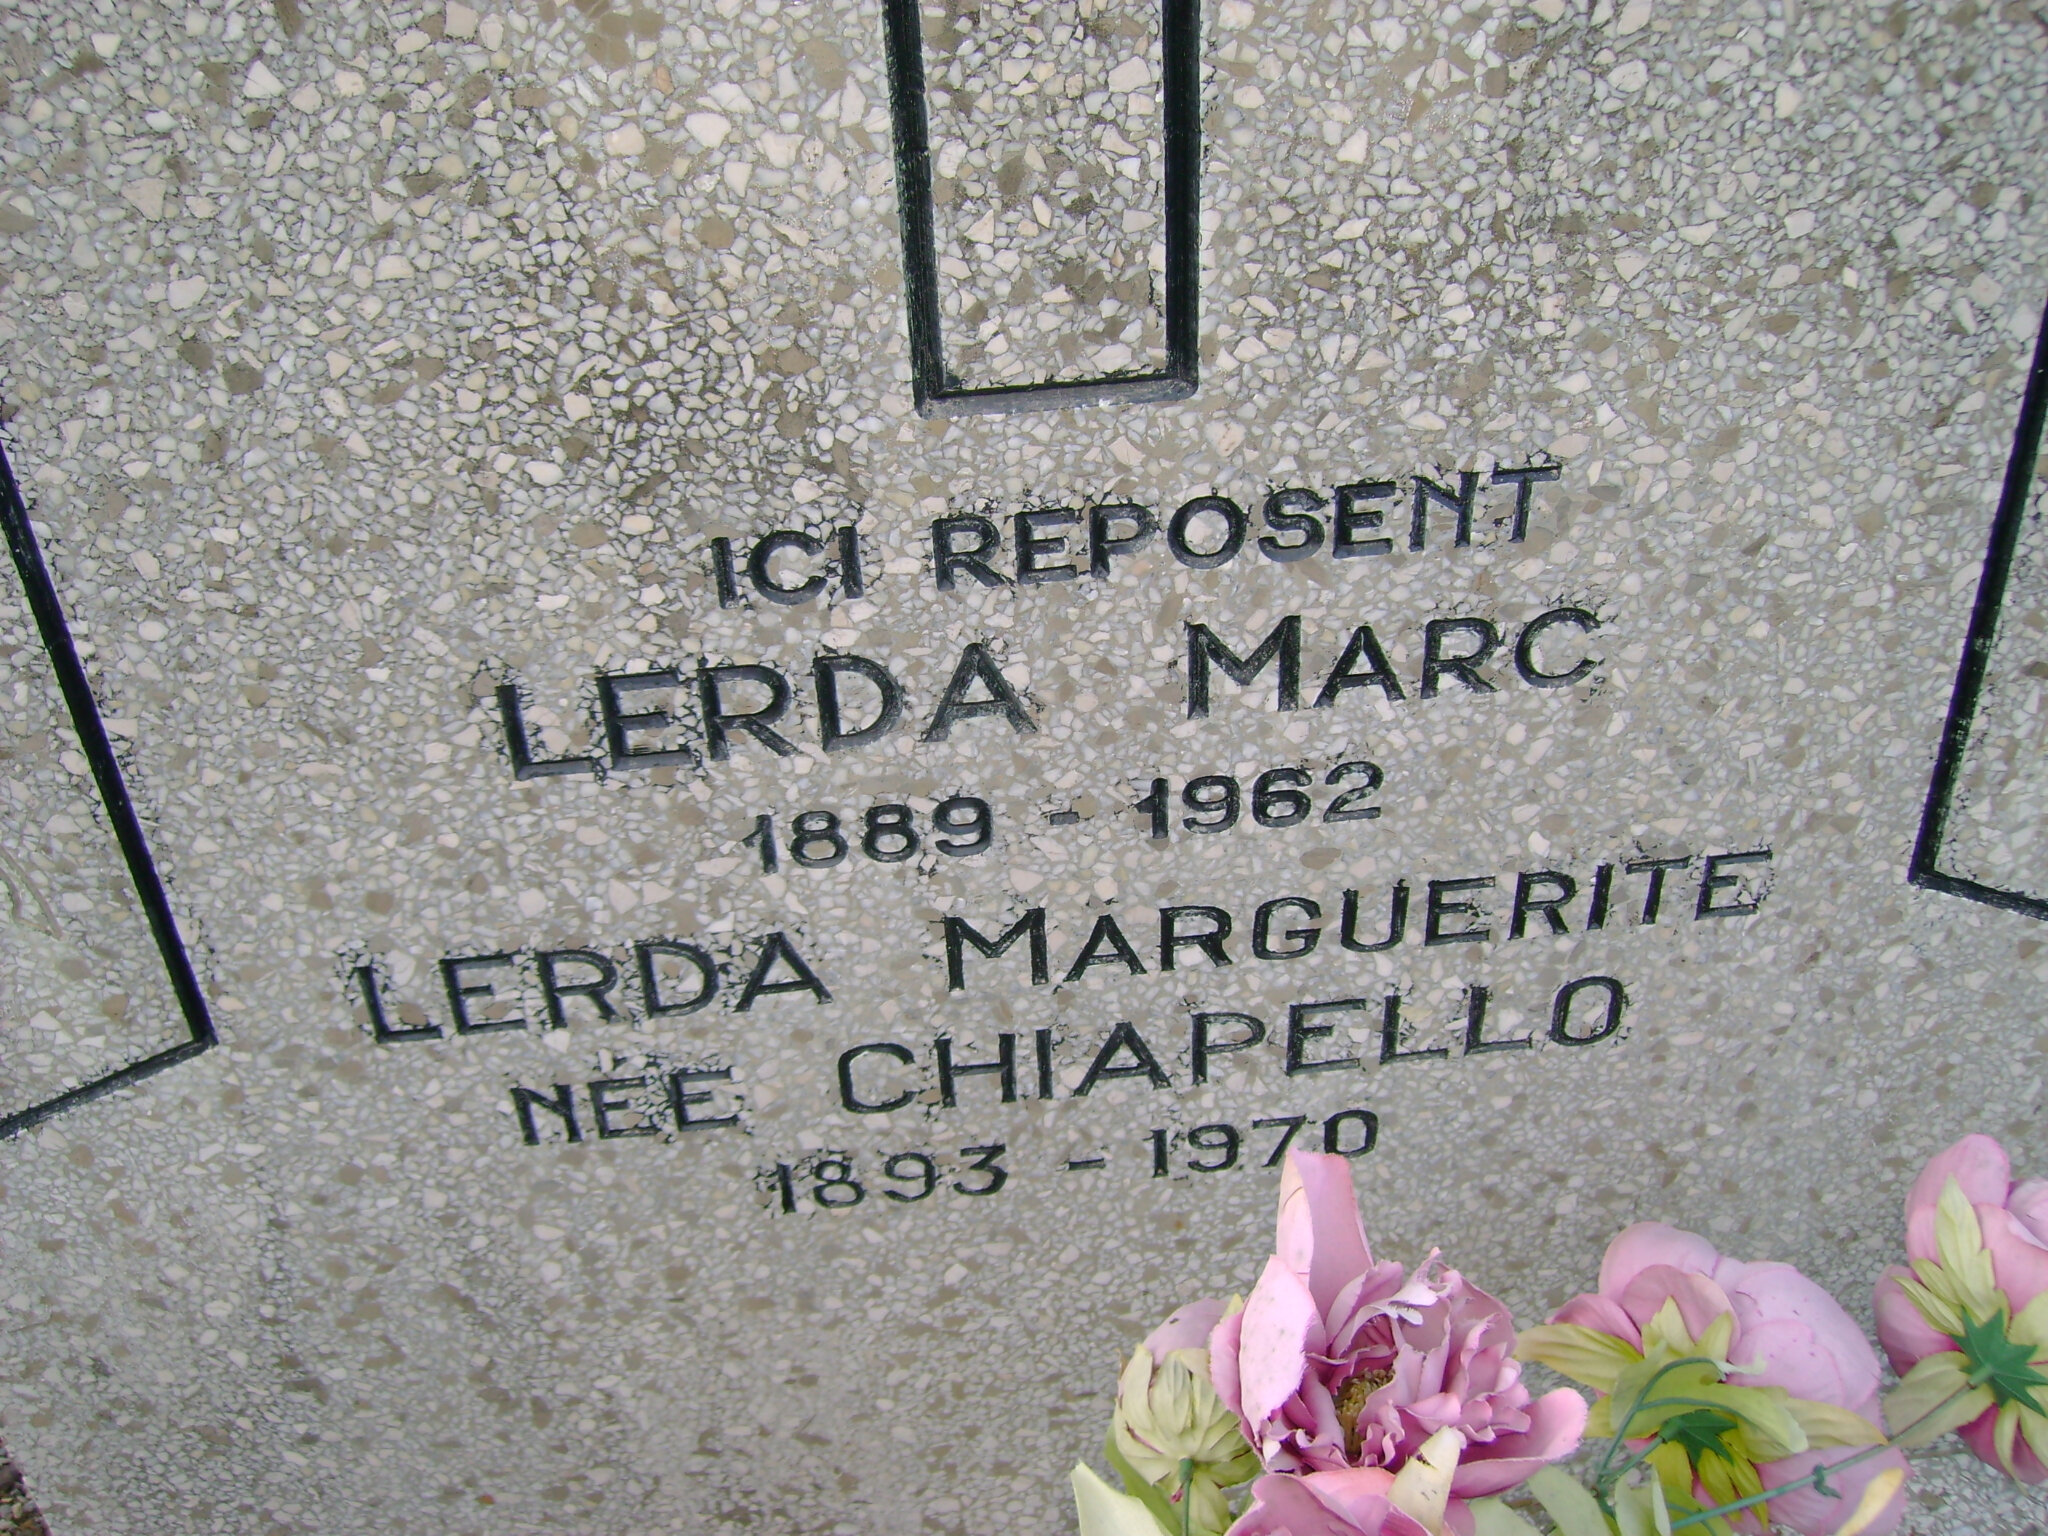 ICI REPOSENT
LERDA MARC
1889 - 1962
LERDA MARGUERITE
NÉE CHIAPELLO
1893 - 1970